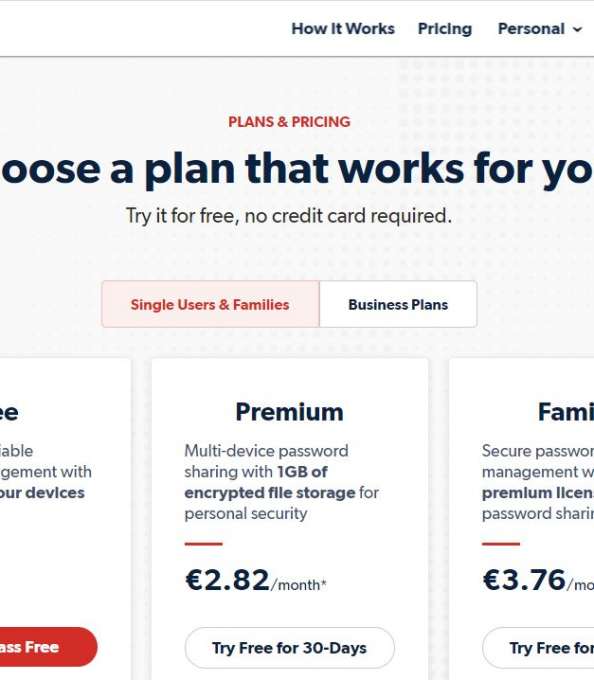 How It Works Pricing Personal
PLANS & PRICING
oose a plan that works for yo
Try it for free, no credit card required.
Single Users & Families Business Plans
ee
iable
gement with
our devices
ass Free
Premium
Multi-device password
sharing with 1GB of
encrypted file storage for
personal security
€2.82/month*
Try Free for 30-Days
Fami
Secure passwor
management w
premium licens
password sharin
€3.76/mo
Try Free for